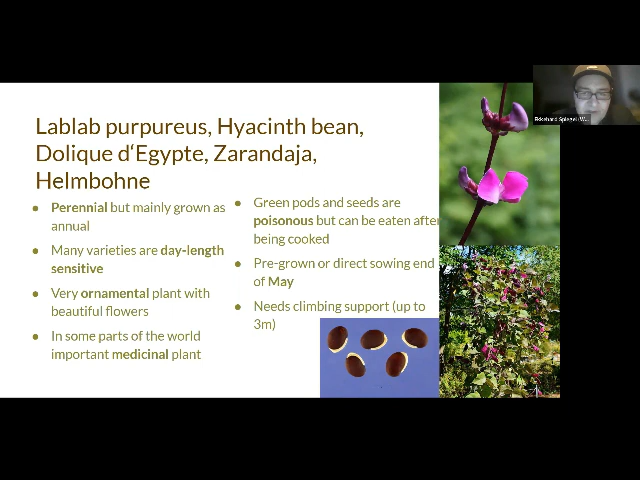 Lablab purpureus, Hyacinth bean,
Dolique d‘Egypte, Zarandaja,
Helmbohne
● Perennial but mainly grown as
annual
● Many varieties are day-length
sensitive
● Very ornamental plant with
beautiful flowers
● In some parts of the world
important medicinal plant
● Green pods and seeds are
poisonous but can be eaten after
being cooked
● Pre-grown or direct sowing end
of May
● Needs climbing support (up to
3m)